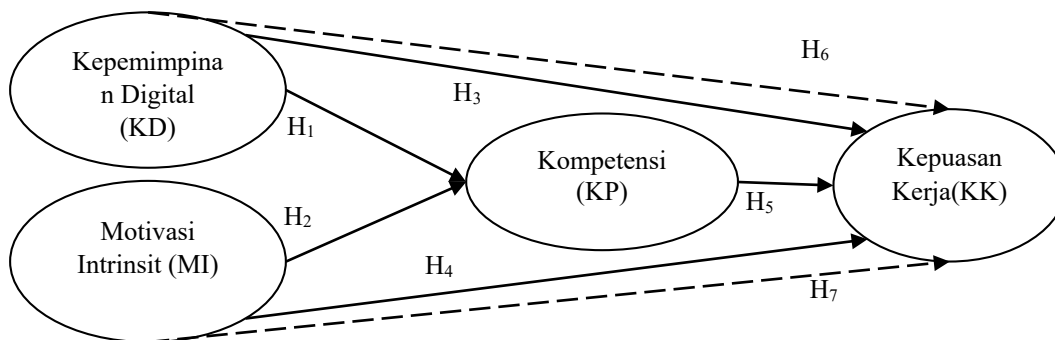 Kepemimpina
n Digital
(KD)
H6
H3
H1
Kompetensi
(KP)
Kepuasan
Kerja(KK)
H5
H2
Motivasi
Intrinsit (MI)
H4
H7